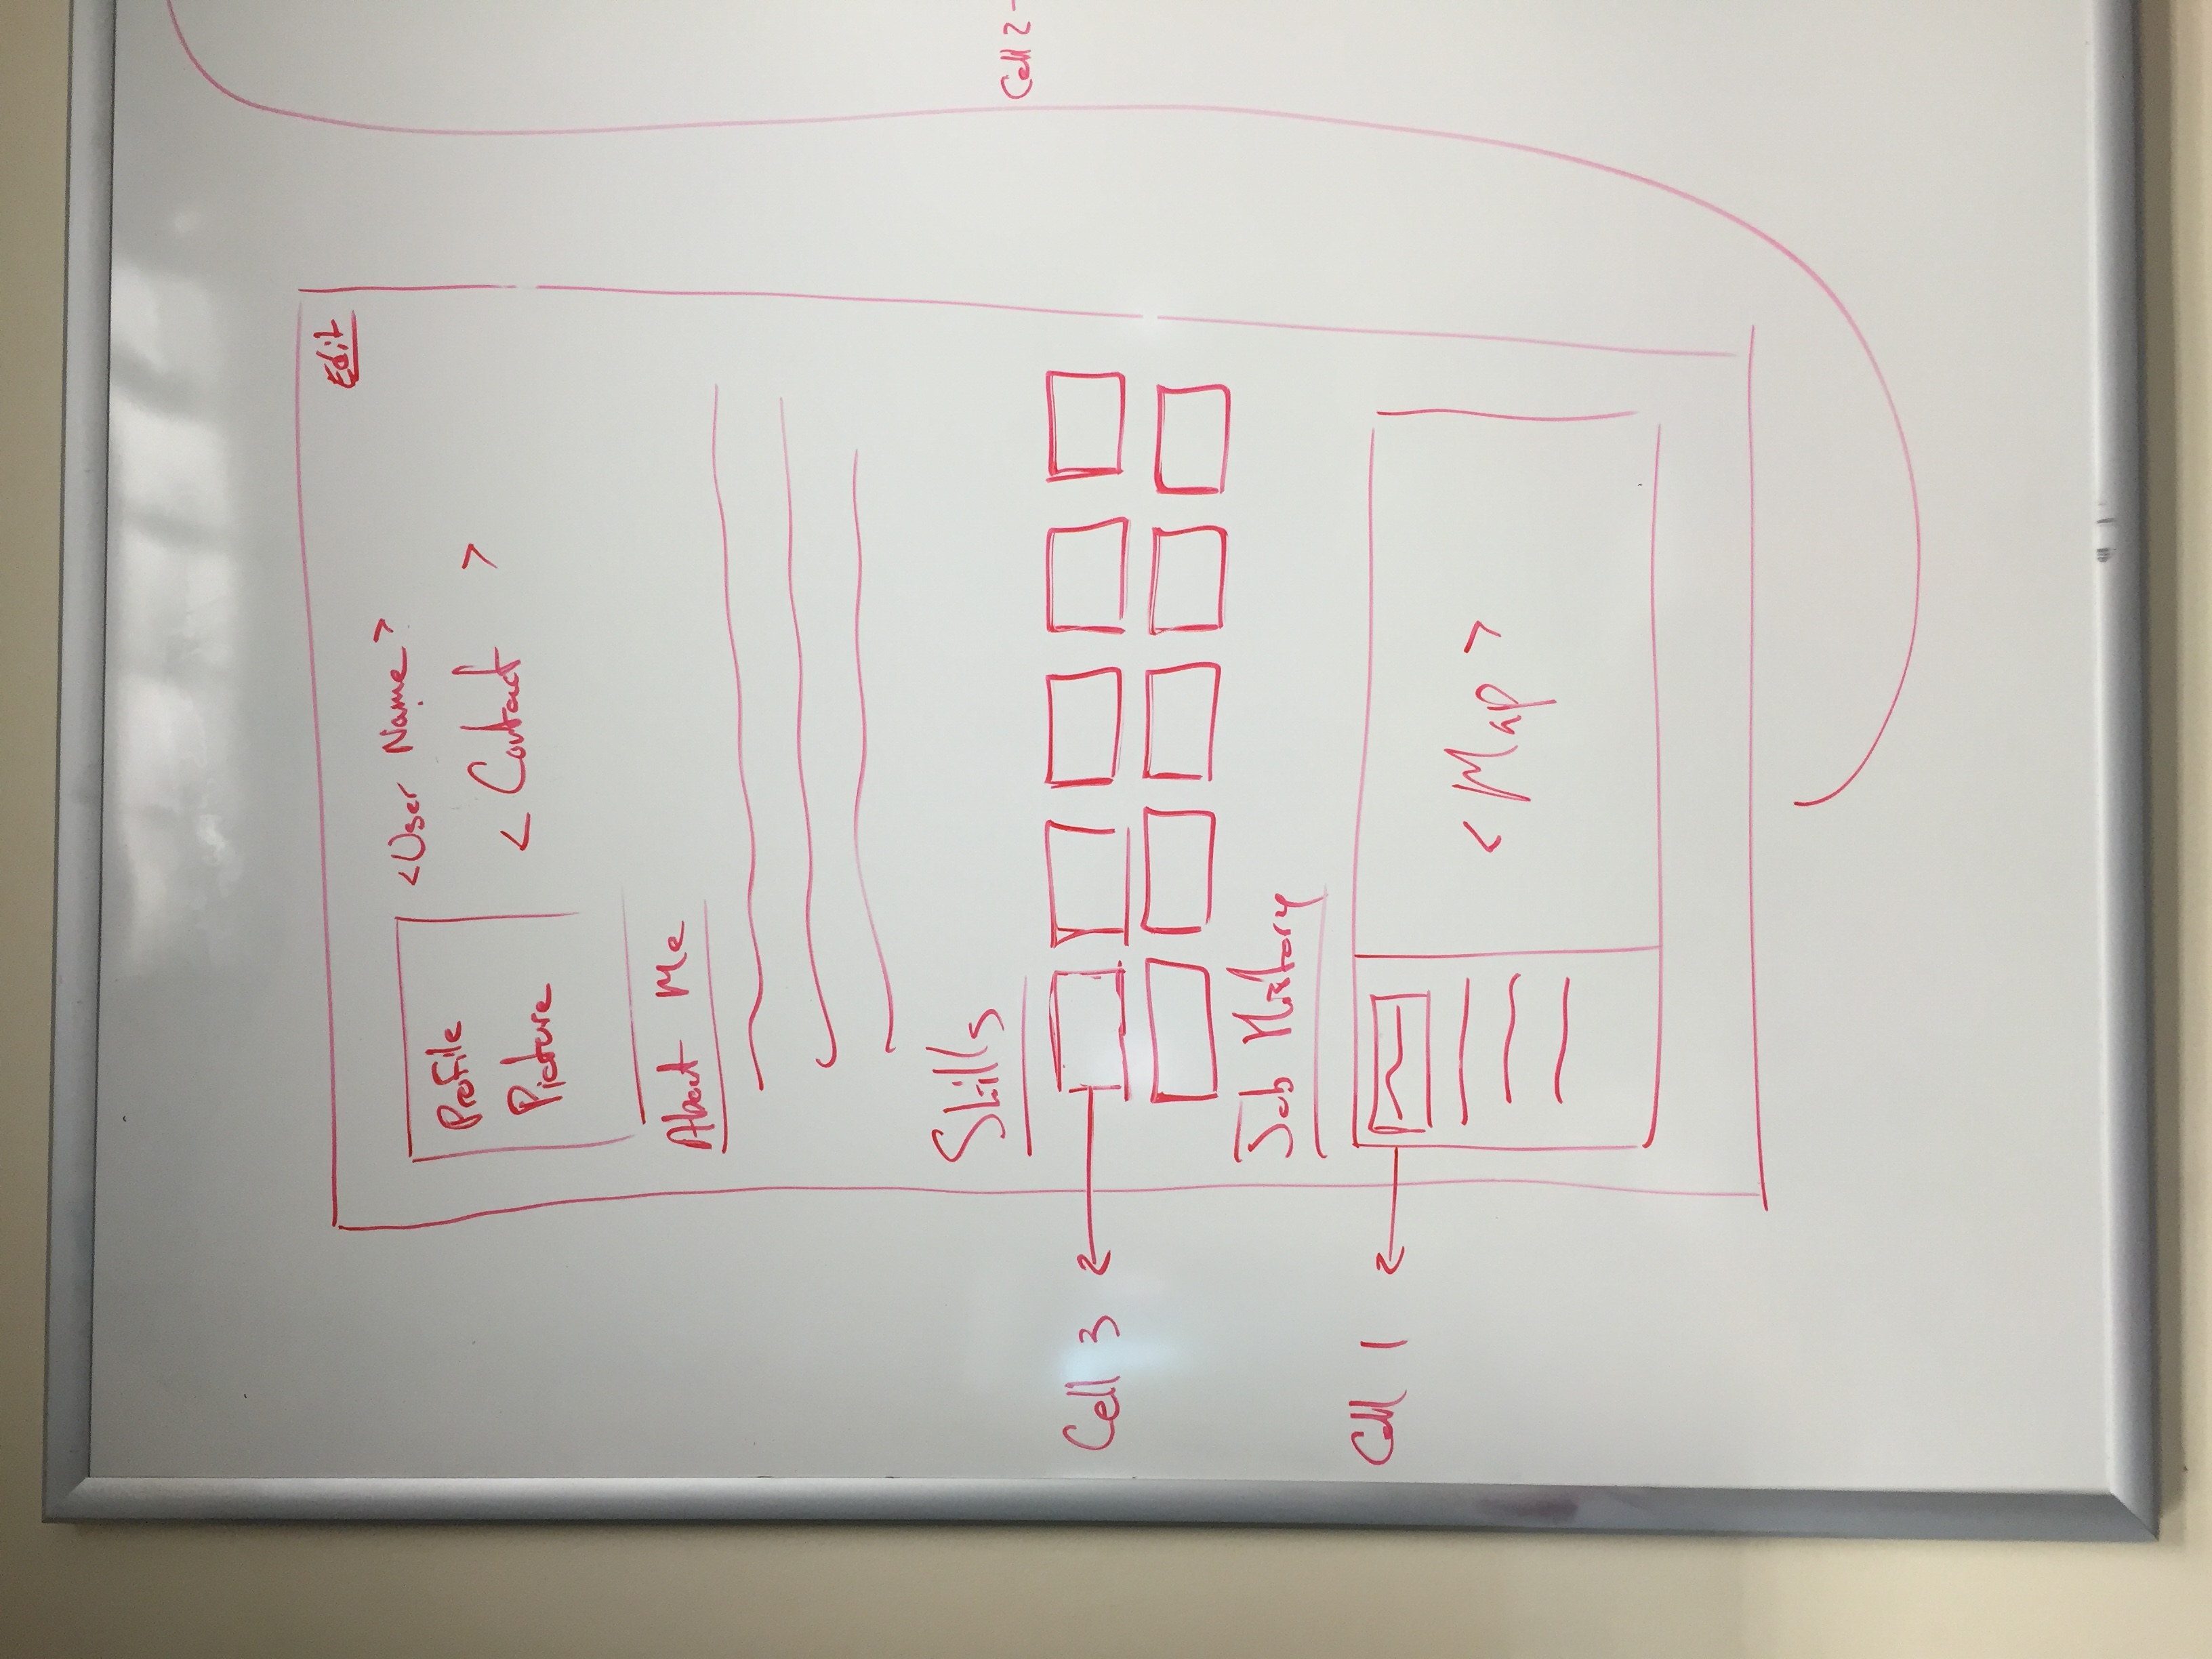 Edit
<User Name>
Profile
Picture
< Contact >
About Me
Skills
Cell 3
Job History
Cell 1
< Map >
Cell 2